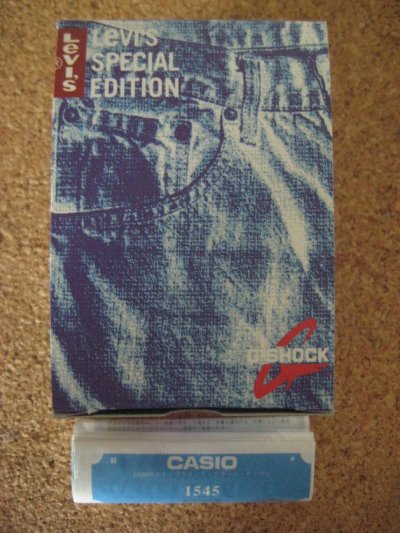 Levi's
®
Levi's
SPECIAL
EDITION
G-SHOCK
CASIO
1545